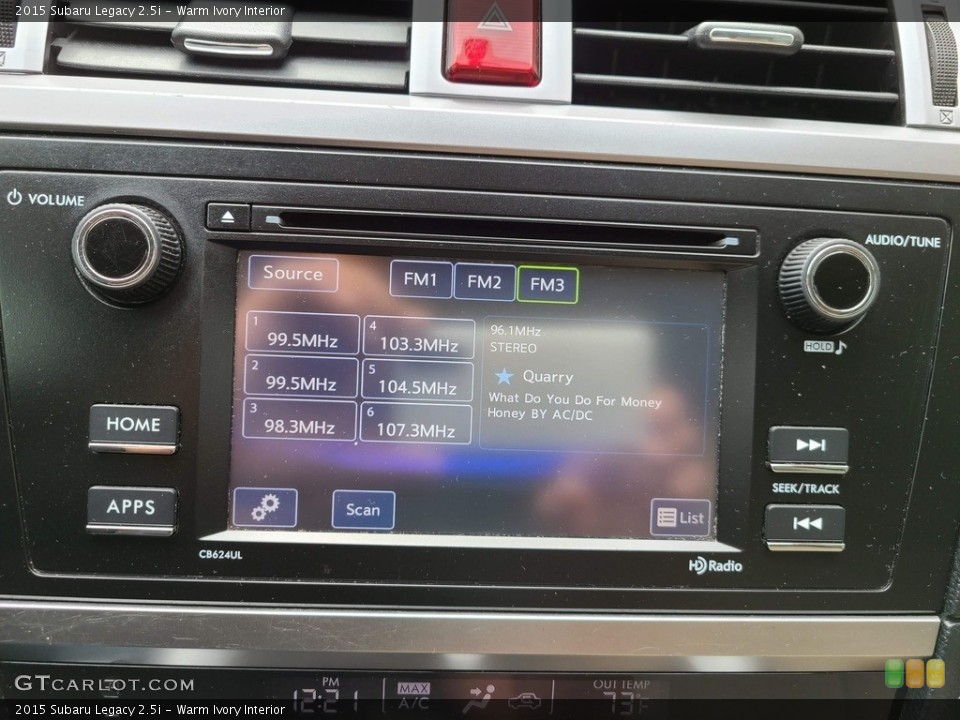 2015 Subaru Legacy 2.5i – Warm Ivory Interior
VOLUME
AUDIO/TUNE
HOLD
Source
FM1
FM2
FM3
1 99.5MHz
4 103.3MHz
2 99.5MHz
5 104.5MHz
3 98.3MHz
6 107.3MHz
96.1MHz
STEREO
Quarry
What Do You Do For Money
Honey BY AC/DC
HOME
APPS
SEEK/TRACK
Scan
List
CB624UL
HD Radio
PM
12:21
MAX
A/C
OUT TEMP
73°F
GTCARLOT.COM
2015 Subaru Legacy 2.5i – Warm Ivory Interior